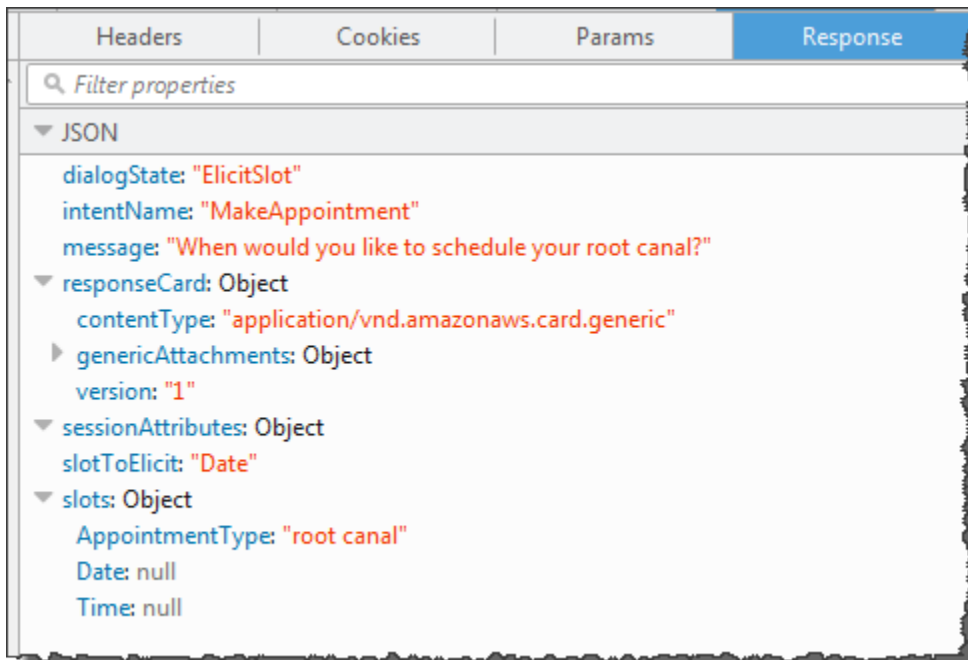 Headers Cookies Params Response
Filter properties
JSON
dialogState: "ElicitSlot"
intentName: "MakeAppointment"
message: "When would you like to schedule your root canal?"
responseCard: Object
contentType: "application/vnd.amazonaws.card.generic"
genericAttachments: Object
version: "1"
sessionAttributes: Object
slotToElicit: "Date"
slots: Object
AppointmentType: "root canal"
Date: null
Time: null